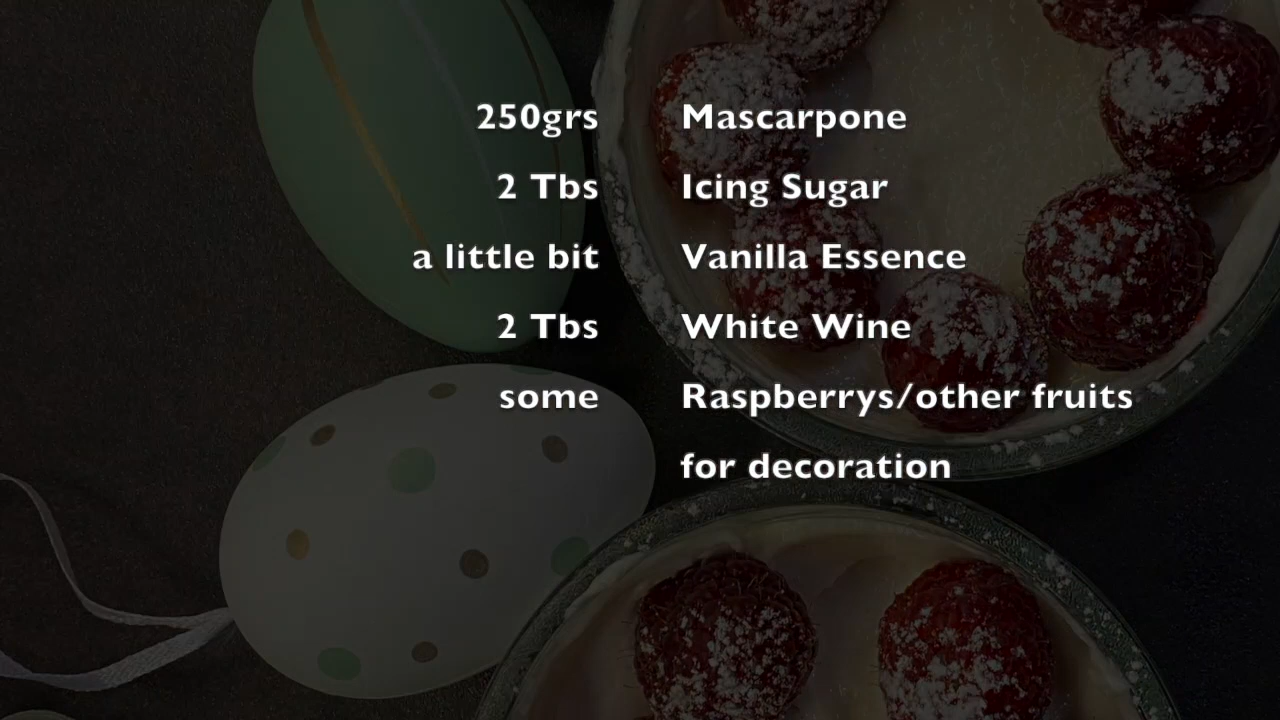 250grs Mascarpone
2 Tbs Icing Sugar
a little bit Vanilla Essence
2 Tbs White Wine
some Raspberrys/other fruits
for decoration